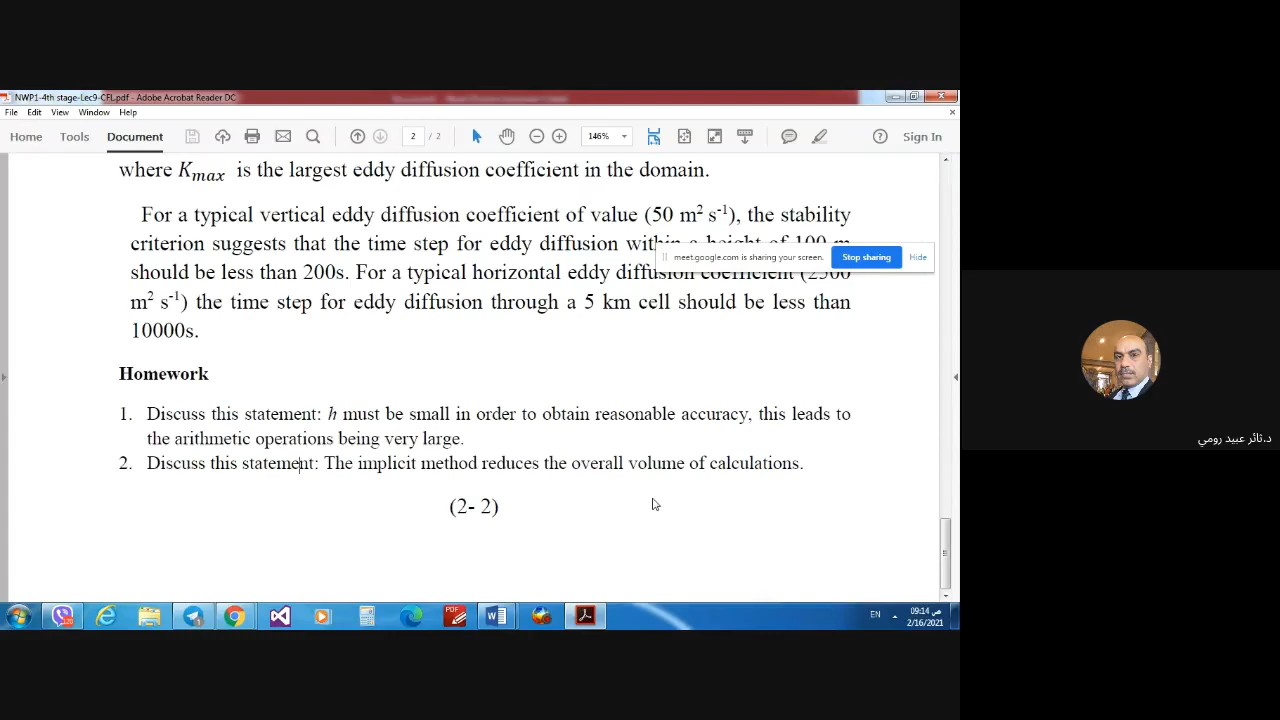 NWP1-4th stage-Lec9-CFL.pdf - Adobe Acrobat Reader DC
File Edit View Window Help
Home Tools Document 2 / 2 146% Sign In
where Kmax is the largest eddy diffusion coefficient in the domain.
For a typical vertical eddy diffusion coefficient of value (50 m² s⁻¹), the stability
criterion suggests that the time step for eddy diffusion within a height of 100 m
meet.google.com is sharing your screen. Stop sharing Hide
should be less than 200s. For a typical horizontal eddy diffusion coefficient (2500
m² s⁻¹) the time step for eddy diffusion through a 5 km cell should be less than
10000s.
Homework
1. Discuss this statement: h must be small in order to obtain reasonable accuracy, this leads to
the arithmetic operations being very large.
2. Discuss this statement: The implicit method reduces the overall volume of calculations.
(2- 2)
د.ثائر عبيد رومي
EN
09:14 ص
2/16/2021